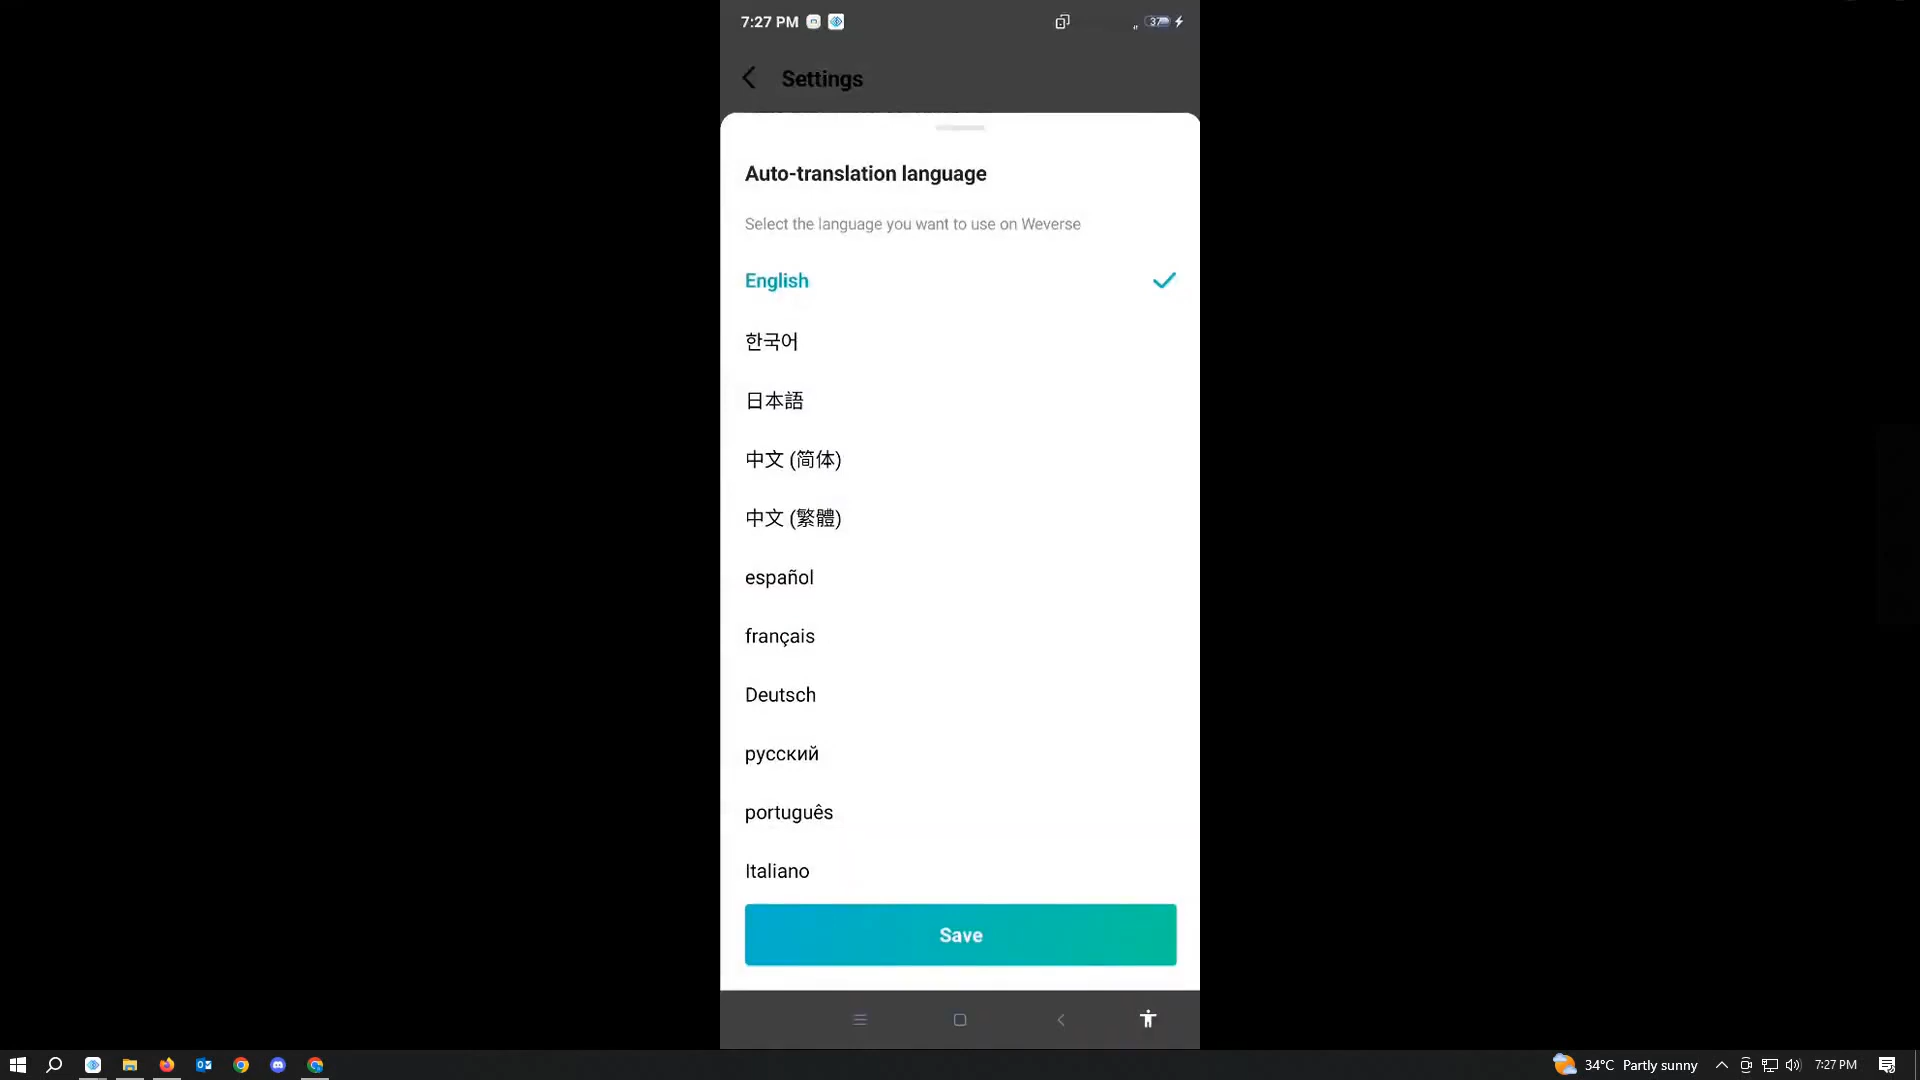 7:27 PM
37
Settings
Auto-translation language
Select the language you want to use on Weverse
English
한국어
日本語
中文 (简体)
中文 (繁體)
español
français
Deutsch
русский
português
Italiano
Save
34°C Partly sunny
7:27 PM